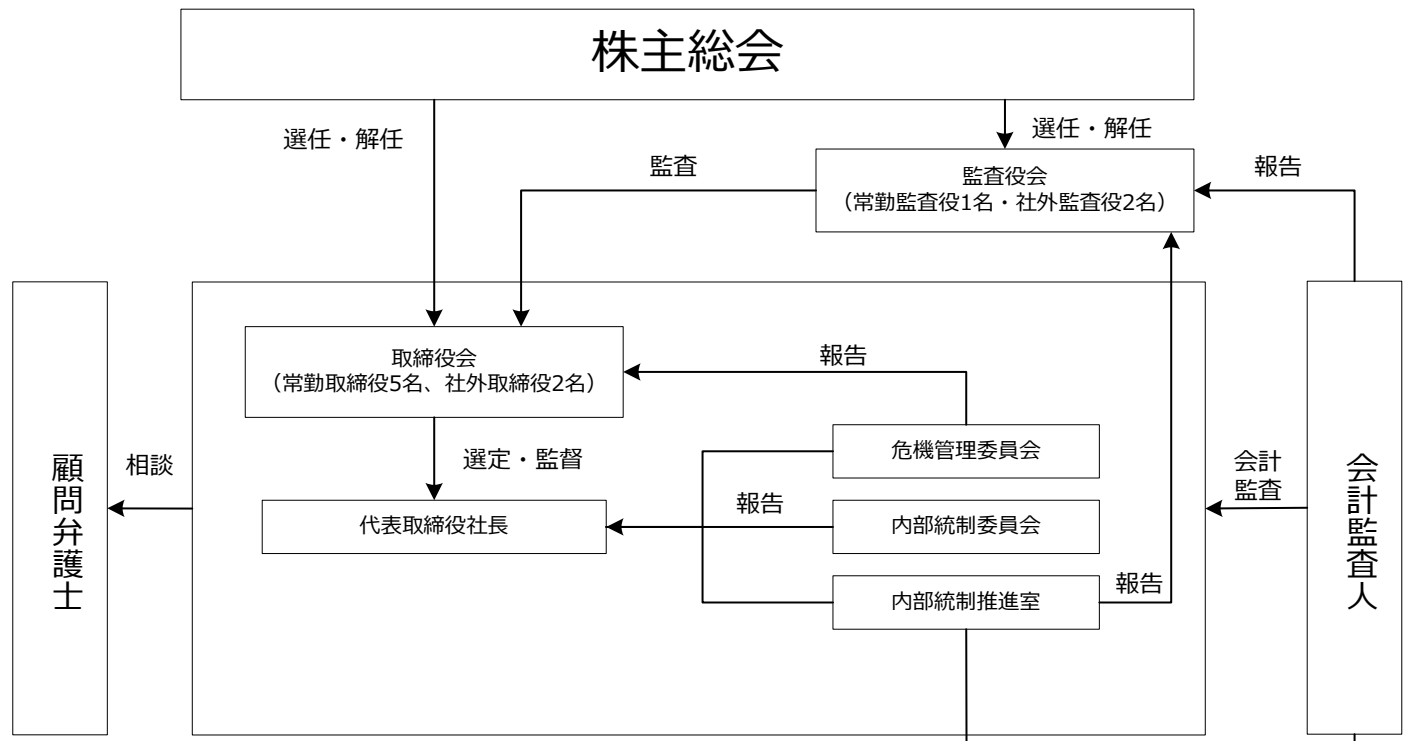 株主総会
選任・解任
選任・解任
監査
監査役会
（常勤監査役1名・社外監査役2名）
報告
取締役会
（常勤取締役5名、社外取締役2名）
報告
選定・監督
危機管理委員会
代表取締役社長
報告
内部統制委員会
内部統制推進室
報告
顧問弁護士
相談
会計
監査
会計監査人